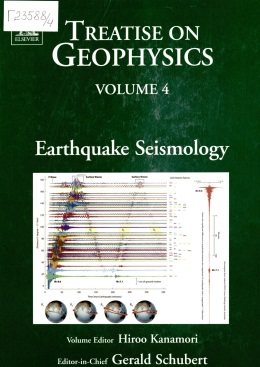 Г23588/4
ELSEVIER
TREATISE ON
GEOPHYSICS
VOLUME 4
Earthquake Seismology
Volume Editor Hiroo Kanamori
Editor-in-Chief Gerald Schubert